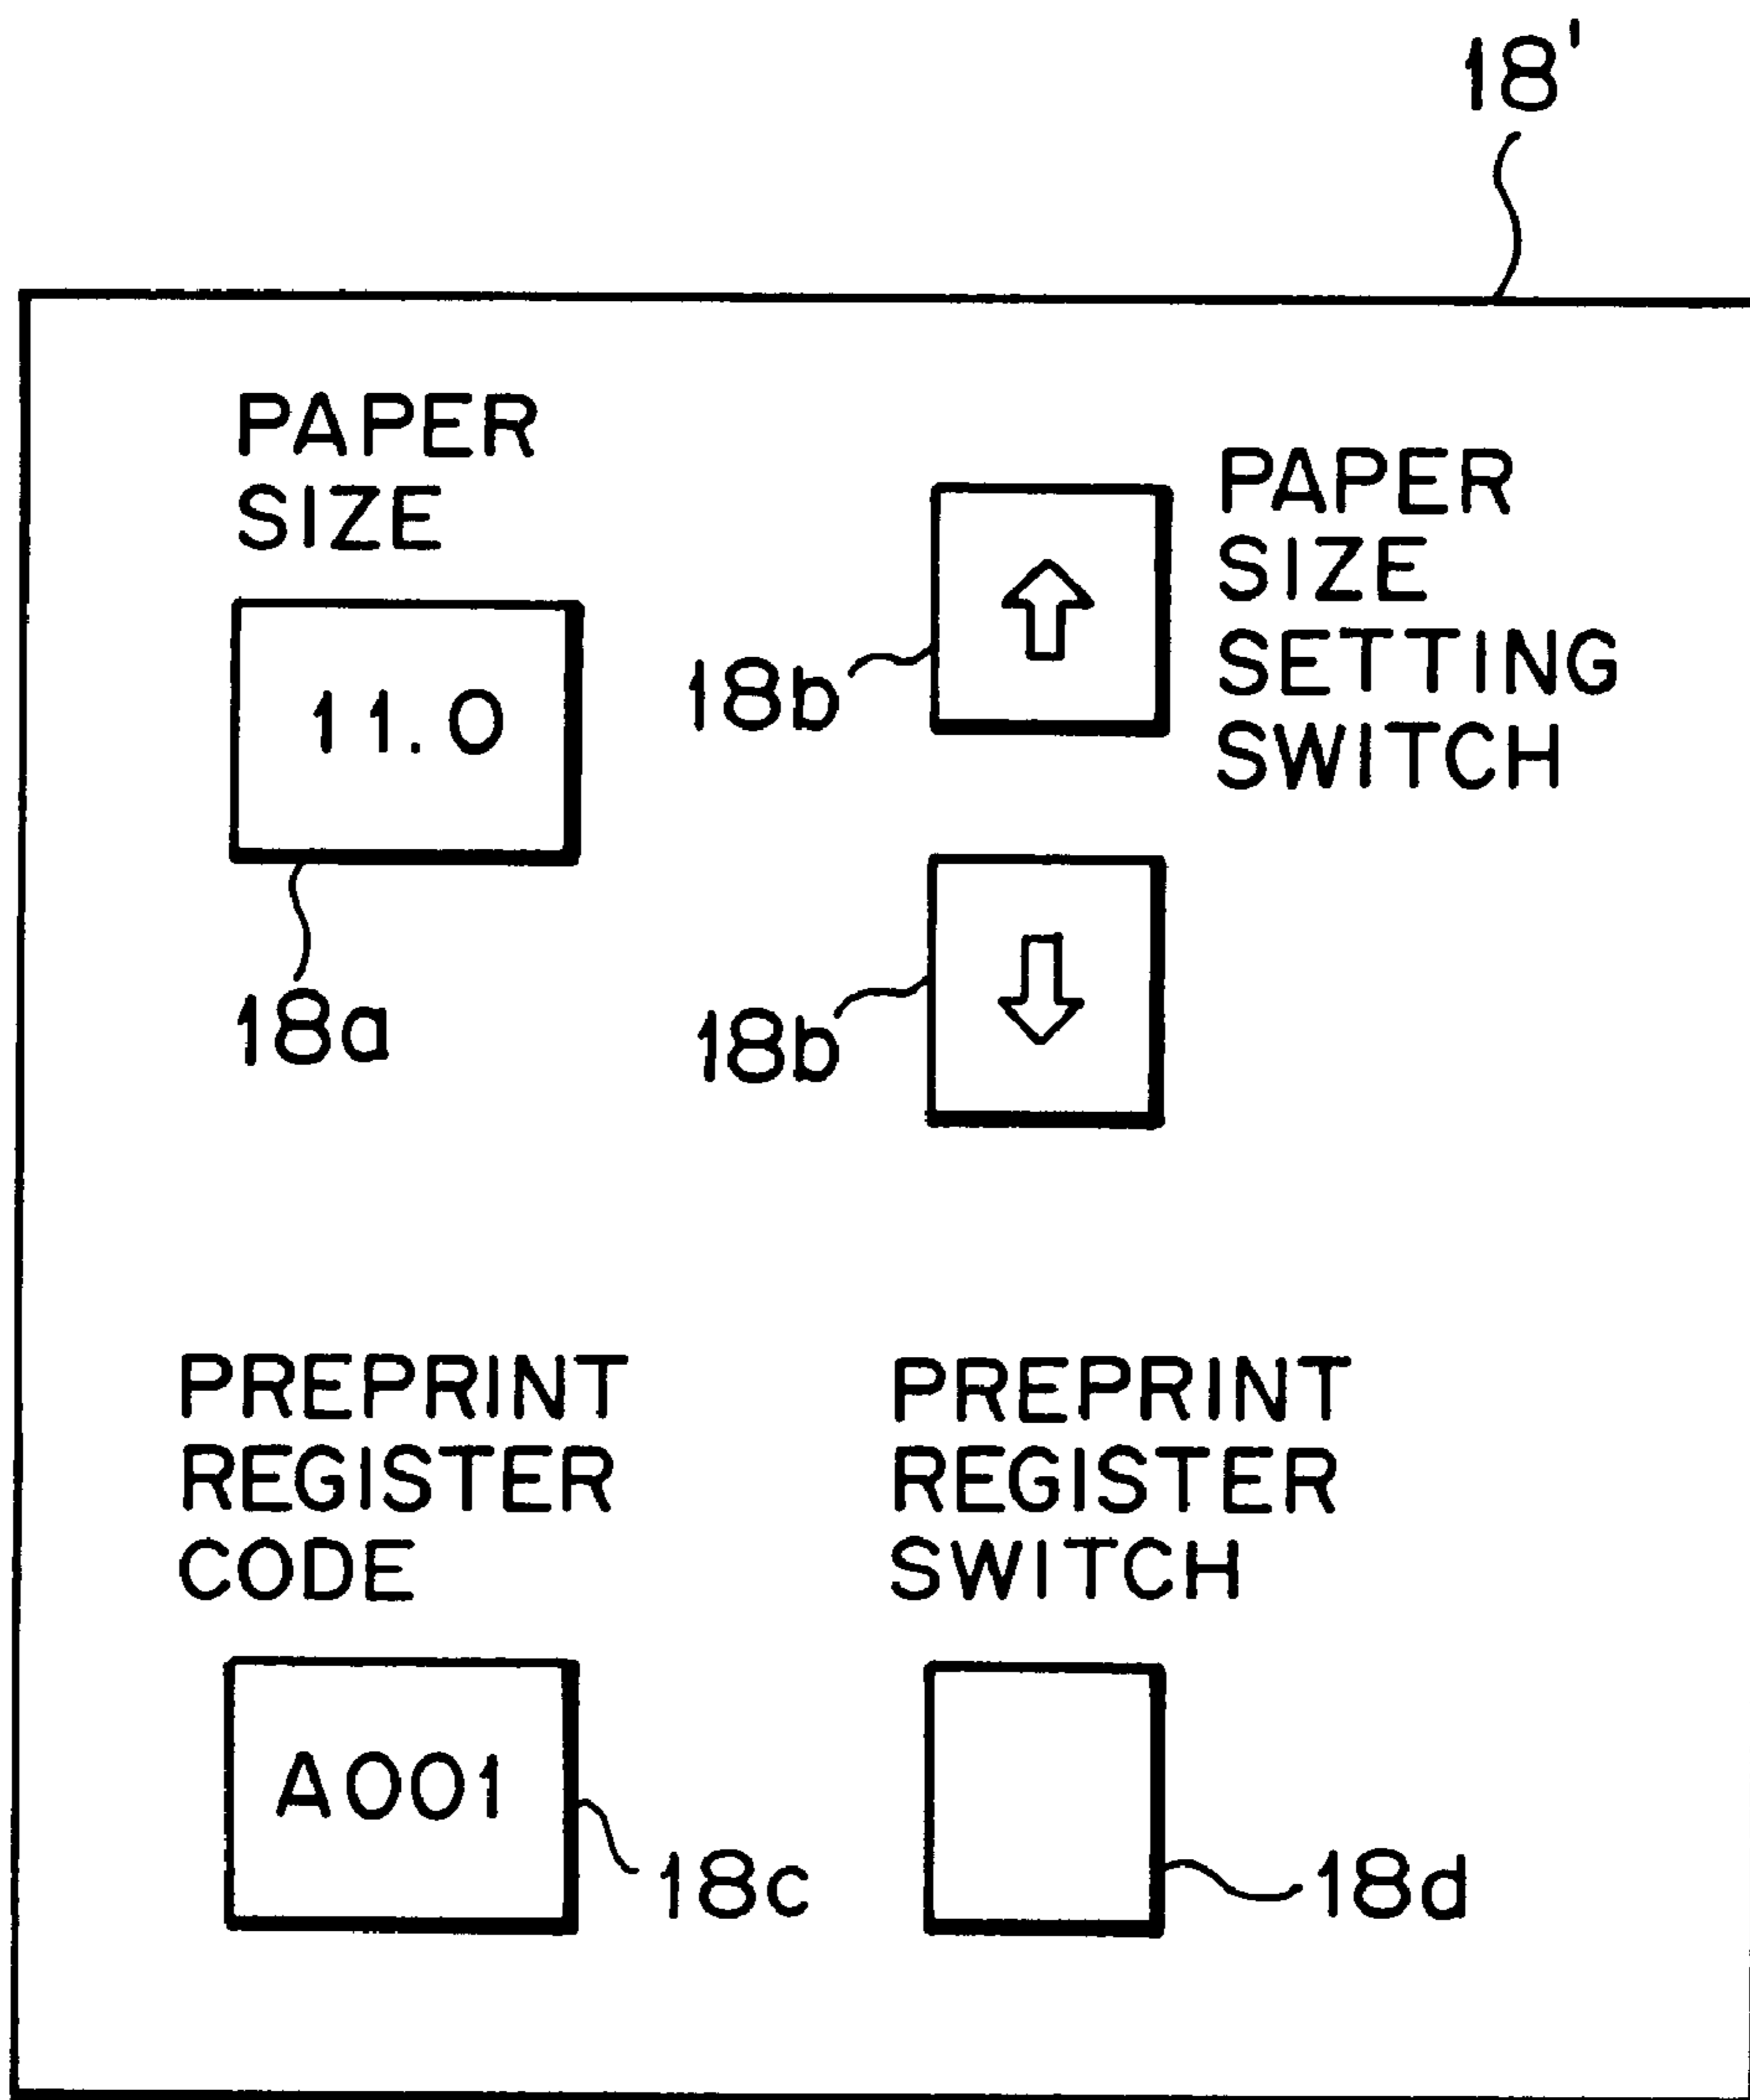 18'
PAPER
SIZE
11.0
18a
PAPER
SIZE
SETTING
SWITCH
18b
18b
PREPRINT
REGISTER
CODE
A001
18c
PREPRINT
REGISTER
SWITCH
18d